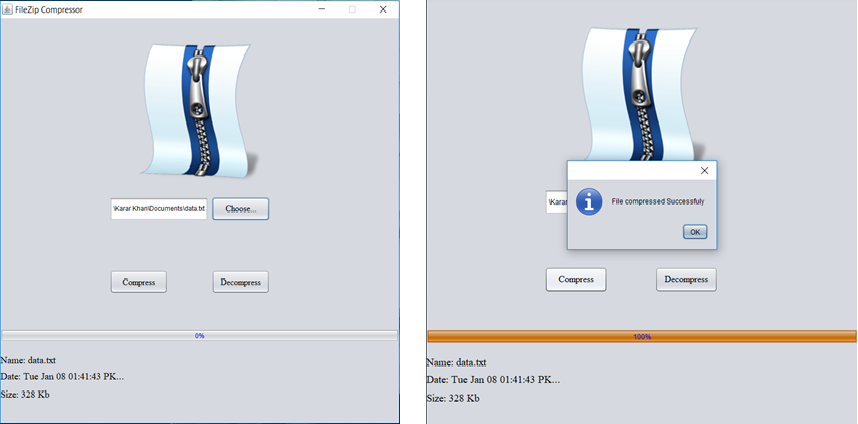 FileZip Compressor
\Karar Khan\Documents\data.txt
Choose...
Compress
Decompress
0%
Name: data.txt
Date: Tue Jan 08 01:41:43 PK...
Size: 328 Kb
File compressed Successfuly
\Karar
OK
Compress
Decompress
100%
Name: data.txt
Date: Tue Jan 08 01:41:43 PK...
Size: 328 Kb